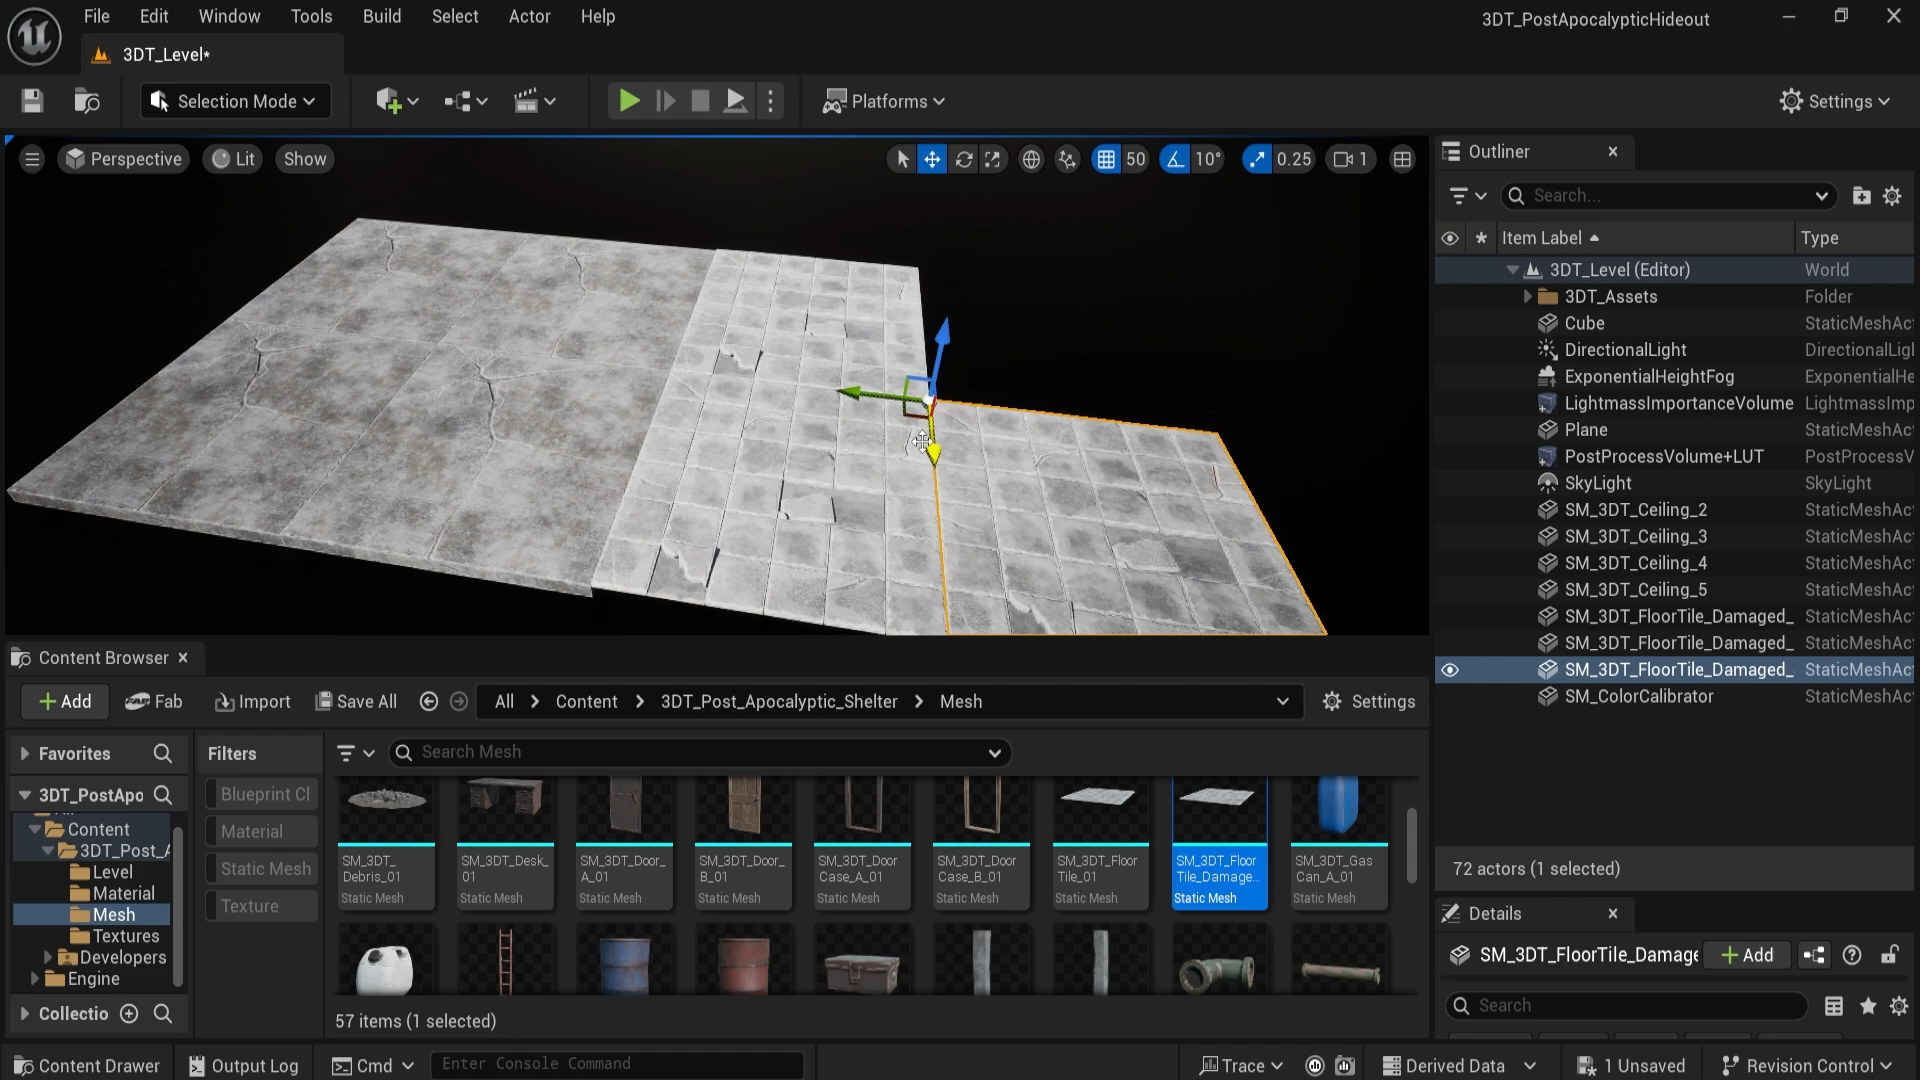 File Edit Window Tools Build Select Actor Help
3DT_PostApocalypticHideout
3DT_Level*
Selection Mode
Platforms
Settings
Perspective
Lit
Show
50
10°
0.25
1
Outliner
Search...
Item Label
Type
3DT_Level (Editor) World
3DT_Assets Folder
Cube StaticMeshAc
DirectionalLight DirectionalLigl
ExponentialHeightFog ExponentialHe
LightmassImportanceVolume LightmassImp
Plane StaticMeshAc
PostProcessVolume+LUT PostProcessV
SkyLight SkyLight
SM_3DT_Ceiling_2 StaticMeshAc
SM_3DT_Ceiling_3 StaticMeshAc
SM_3DT_Ceiling_4 StaticMeshAc
SM_3DT_Ceiling_5 StaticMeshAc
SM_3DT_FloorTile_Damaged_ StaticMeshAc
SM_3DT_FloorTile_Damaged_ StaticMeshAc
SM_3DT_FloorTile_Damaged_ StaticMeshAc
SM_ColorCalibrator StaticMeshAc
72 actors (1 selected)
Details
SM_3DT_FloorTile_Damage
Add
Search
Content Browser
Add
Fab
Import
Save All
All > Content > 3DT_Post_Apocalyptic_Shelter > Mesh
Settings
Favorites
3DT_PostApo
Content
3DT_Post_A
Level
Material
Mesh
Textures
Developers
Engine
Collectio
Filters
Blueprint Cl
Material
Static Mesh
Texture
Search Mesh
SM_3DT_
Debris_01
Static Mesh
SM_3DT_Desk_
01
Static Mesh
SM_3DT_Door_
A_01
Static Mesh
SM_3DT_Door_
B_01
Static Mesh
SM_3DT_Door
Case_A_01
Static Mesh
SM_3DT_Door
Case_B_01
Static Mesh
SM_3DT_Floor
Tile_01
Static Mesh
SM_3DT_Floor
Tile_Damage...
Static Mesh
SM_3DT_Gas
Can_A_01
Static Mesh
57 items (1 selected)
Content Drawer
Output Log
Cmd
Enter Console Command
Trace
Derived Data
1 Unsaved
Revision Control